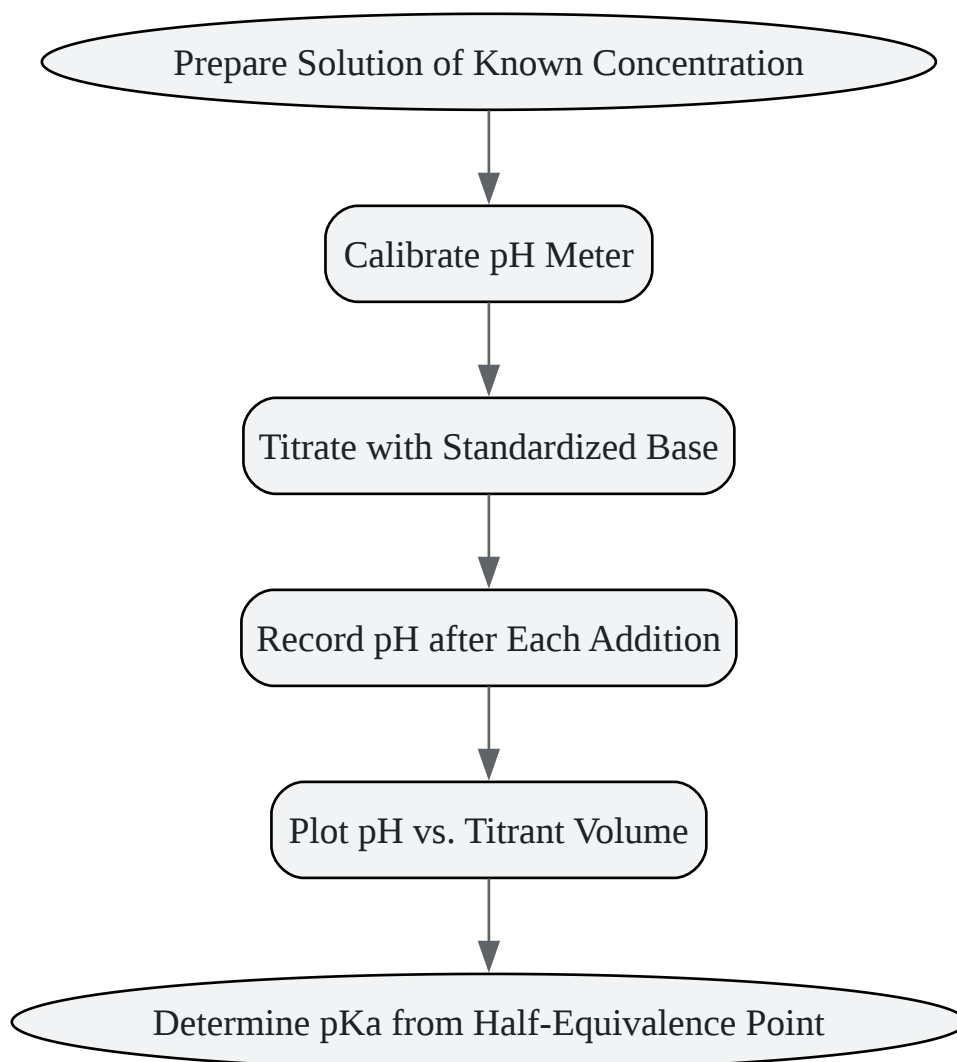 Prepare Solution of Known Concentration
Calibrate pH Meter
Titrate with Standardized Base
Record pH after Each Addition
Plot pH vs. Titrant Volume
Determine pKa from Half-Equivalence Point